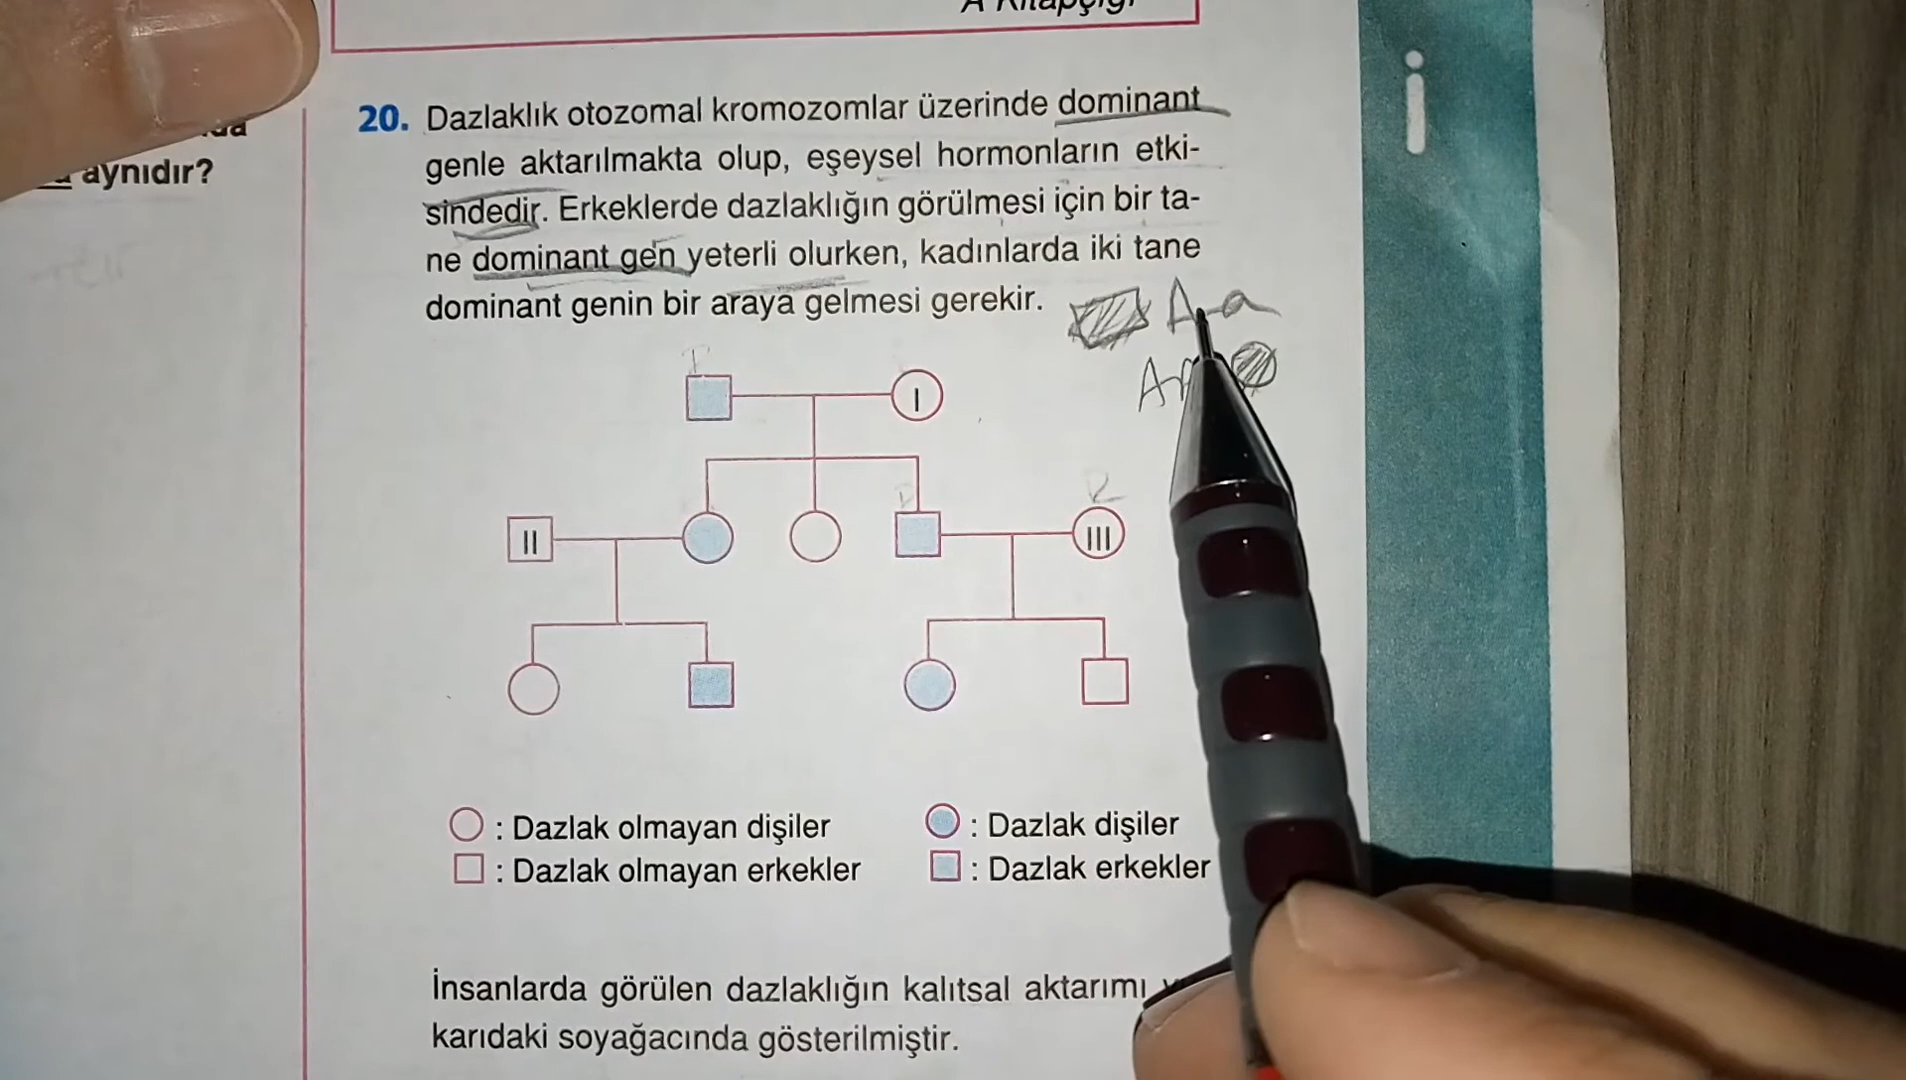 A Kitapçığı
aynıdır?
20. Dazlaklık otozomal kromozomlar üzerinde dominant
genle aktarılmakta olup, eşeysel hormonların etki-
sindedir. Erkeklerde dazlaklığın görülmesi için bir ta-
ne dominant gen yeterli olurken, kadınlarda iki tane
dominant genin bir araya gelmesi gerekir.
A a
I
II
III
: Dazlak olmayan dişiler
: Dazlak dişiler
: Dazlak olmayan erkekler
: Dazlak erkekler
İnsanlarda görülen dazlaklığın kalıtsal aktarımı
karıdaki soyağacında gösterilmiştir.